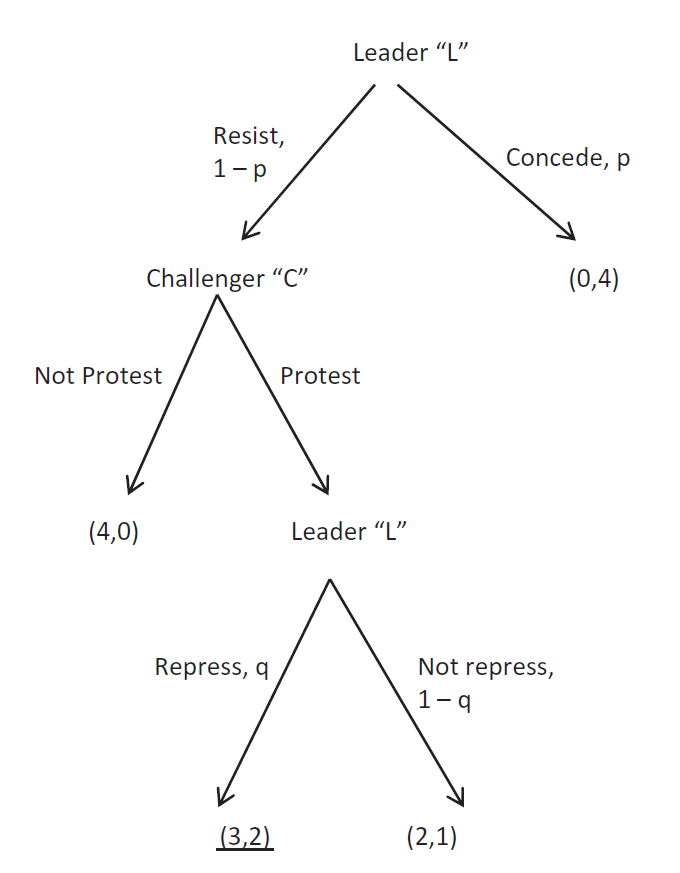 Leader “L”
Resist,
1 – p
Concede, p
Challenger “C”
(0,4)
Not Protest
Protest
(4,0)
Leader “L”
Repress, q
Not repress,
1 – q
(3,2)
(2,1)